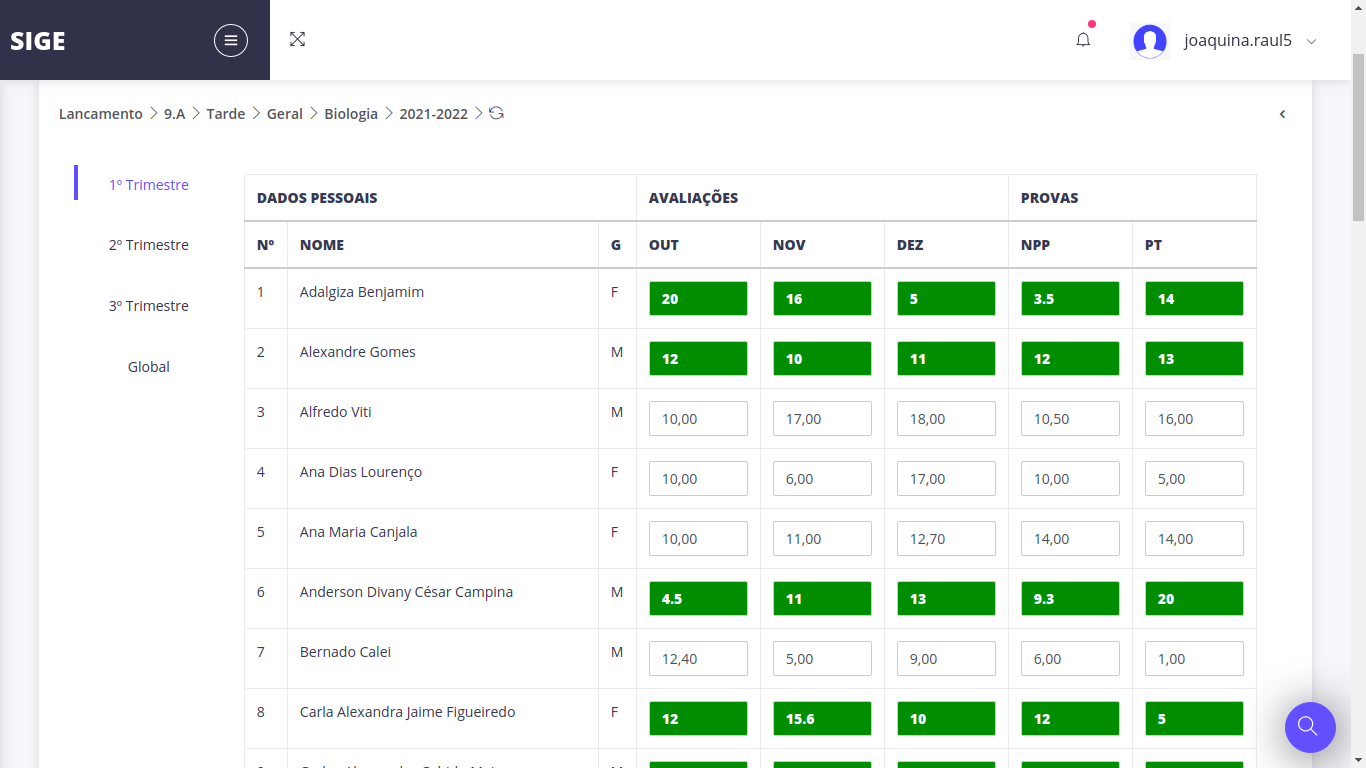 SIGE
joaquina.raul5
Lancamento > 9.A > Tarde > Geral > Biologia > 2021-2022 >
1º Trimestre
2º Trimestre
3º Trimestre
Global
DADOS PESSOAIS AVALIAÇÕES PROVAS
Nº NOME G OUT NOV DEZ NPP PT
1 Adalgiza Benjamim F 20 16 5 3.5 14
2 Alexandre Gomes M 12 10 11 12 13
3 Alfredo Viti M 10,00 17,00 18,00 10,50 16,00
4 Ana Dias Lourenço F 10,00 6,00 17,00 10,00 5,00
5 Ana Maria Canjala F 10,00 11,00 12,70 14,00 14,00
6 Anderson Divany César Campina M 4.5 11 13 9.3 20
7 Bernado Calei M 12,40 5,00 9,00 6,00 1,00
8 Carla Alexandra Jaime Figueiredo F 12 15.6 10 12 5